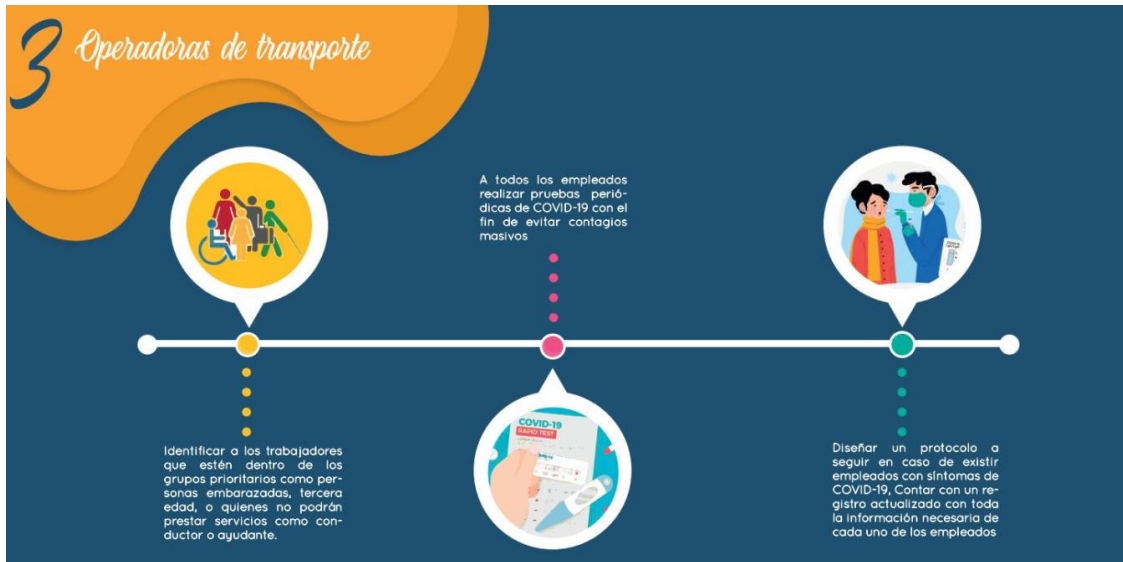 3 Operadoras de transporte
A todos los empleados
realizar pruebas perió-
dicas de COVID-19 con el
fin de evitar contagios
masivos
COVID-19
RAPID TEST
Identificar a los trabajadores
que estén dentro de los
grupos prioritarios como per-
sonas embarazadas, tercera
edad, o quienes no podrán
prestar servicios como con-
ductor o ayudante.
Diseñar un protocolo a
seguir en caso de existir
empleados con síntomas de
COVID-19, Contar con un re-
gistro actualizado con toda
la información necesaria de
cada uno de los empleados